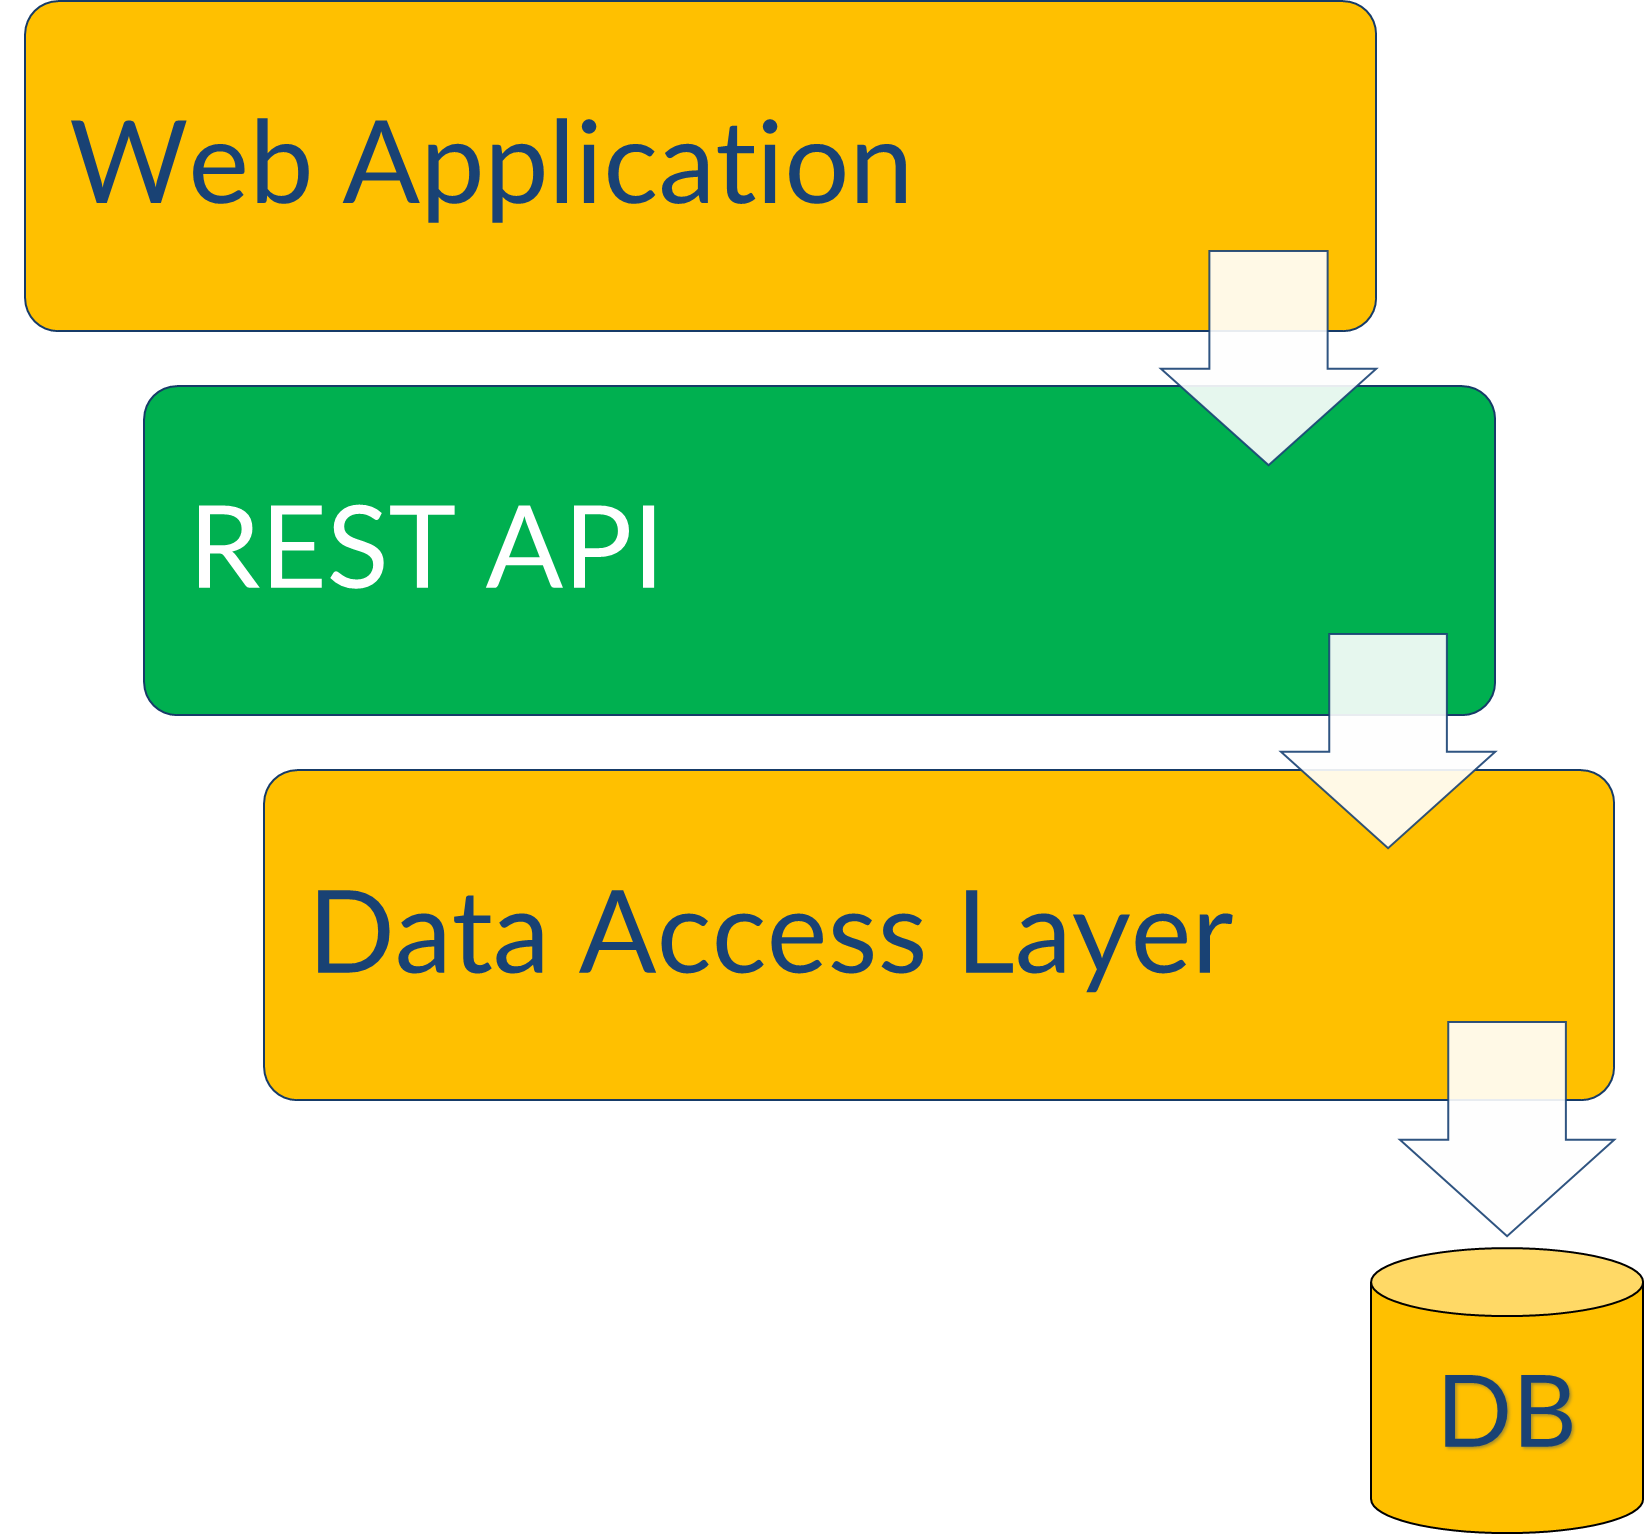 Web Application
REST API
Data Access Layer
DB